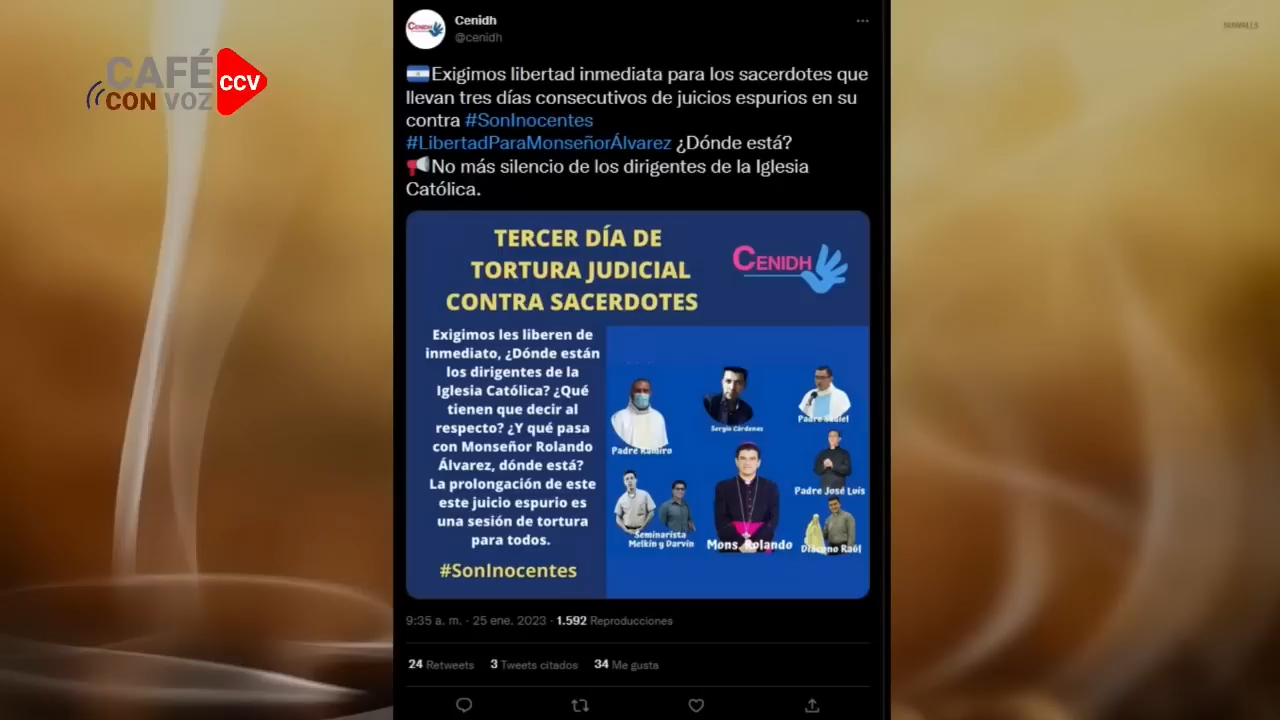 CAFÉ
CON VOZ
CCV
NUWALLS
Cenidh
@cenidh
Exigimos libertad inmediata para los sacerdotes que
llevan tres días consecutivos de juicios espurios en su
contra #SonInocentes
#LibertadParaMonseñorÁlvarez ¿Dónde está?
No más silencio de los dirigentes de la Iglesia
Católica.
TERCER DÍA DE
TORTURA JUDICIAL
CONTRA SACERDOTES
CENIDH
Exigimos les liberen de
inmediato, ¿Dónde están
los dirigentes de la
Iglesia Católica? ¿Qué
tienen que decir al
respecto? ¿Y qué pasa
con Monseñor Rolando
Álvarez, dónde está?
La prolongación de este
este juicio espurio es
una sesión de tortura
para todos.
#SonInocentes
Padre Ramiro
Sergio Cárdenas
Padre Sadiel
Padre José Luis
Seminarista
Melkin y Darvin
Mons. Rolando
Diácono Raúl
9:35 a. m. · 25 ene. 2023 · 1.592 Reproducciones
24 Retweets 3 Tweets citados 34 Me gusta